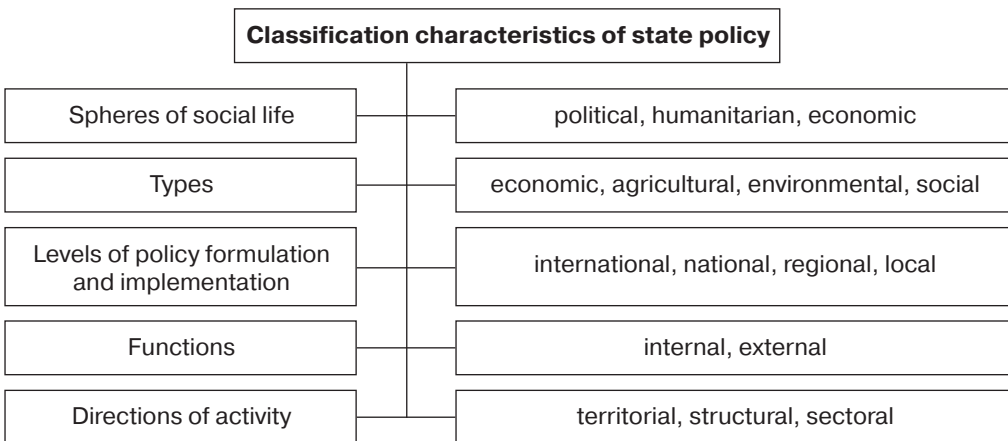 Classification characteristics of state policy
Spheres of social life
political, humanitarian, economic
Types
economic, agricultural, environmental, social
Levels of policy formulation
and implementation
international, national, regional, local
Functions
internal, external
Directions of activity
territorial, structural, sectoral